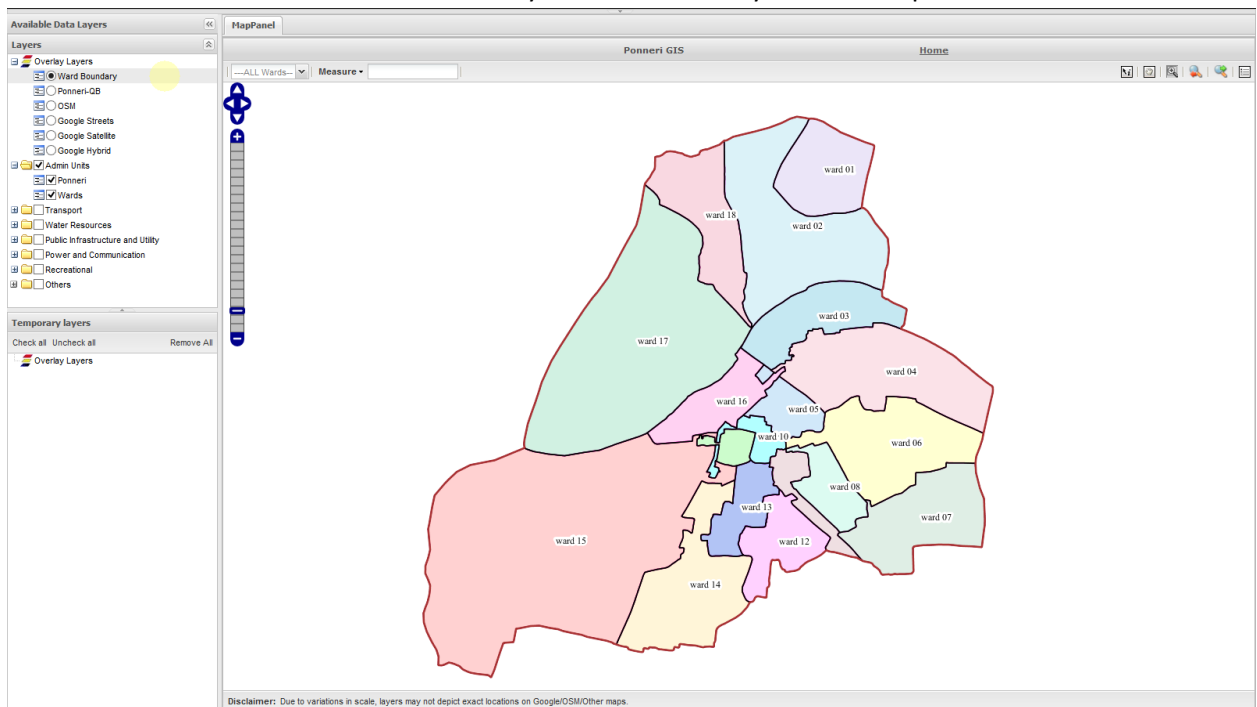 Available Data Layers
Layers
Overlay Layers
Ward Boundary
Ponneri-QB
OSM
Google Streets
Google Satellite
Google Hybrid
Admin Units
Ponneri
Wards
Transport
Water Resources
Public Infrastructure and Utility
Power and Communication
Recreational
Others
Temporary layers
Check all Uncheck all Remove All
Overlay Layers
MapPanel
Ponneri GIS Home
---ALL Wards--- Measure
ward 01
ward 18
ward 02
ward 03
ward 17
ward 04
ward 16
ward 05
ward 10
ward 06
ward 08
ward 13
ward 07
ward 15
ward 12
ward 14
Disclaimer: Due to variations in scale, layers may not depict exact locations on Google/OSM/Other maps.